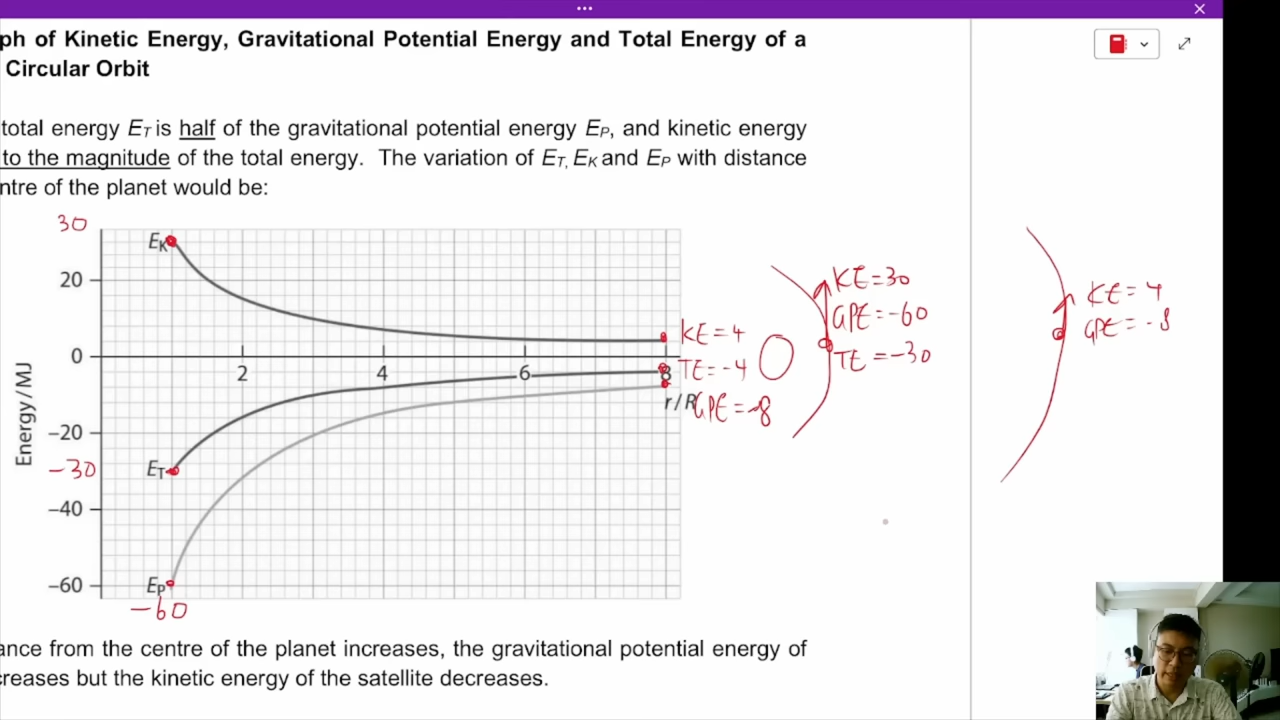 ph of Kinetic Energy, Gravitational Potential Energy and Total Energy of a
Circular Orbit
total energy ET is half of the gravitational potential energy EP, and kinetic energy
to the magnitude of the total energy. The variation of ET, EK and EP with distance
ntre of the planet would be:
30
EK
20
0
2
4
6
8
r/R
Energy/MJ
-20
-30
ET
-40
-60
EP
-60
KE=4
TE=-4
GPE=-8
KE=30
GPE=-60
TE=-30
KE=4
GPE=-8
ance from the centre of the planet increases, the gravitational potential energy of
creases but the kinetic energy of the satellite decreases.